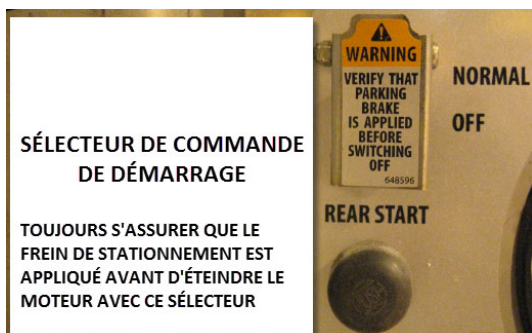 SÉLECTEUR DE COMMANDE
DE DÉMARRAGE
TOUJOURS S'ASSURER QUE LE
FREIN DE STATIONNEMENT EST
APPLIQUÉ AVANT D'ÉTEINDRE LE
MOTEUR AVEC CE SÉLECTEUR
WARNING
VERIFY THAT
PARKING
BRAKE
IS APPLIED
BEFORE
SWITCHING
OFF
648596
NORMAL
OFF
REAR START